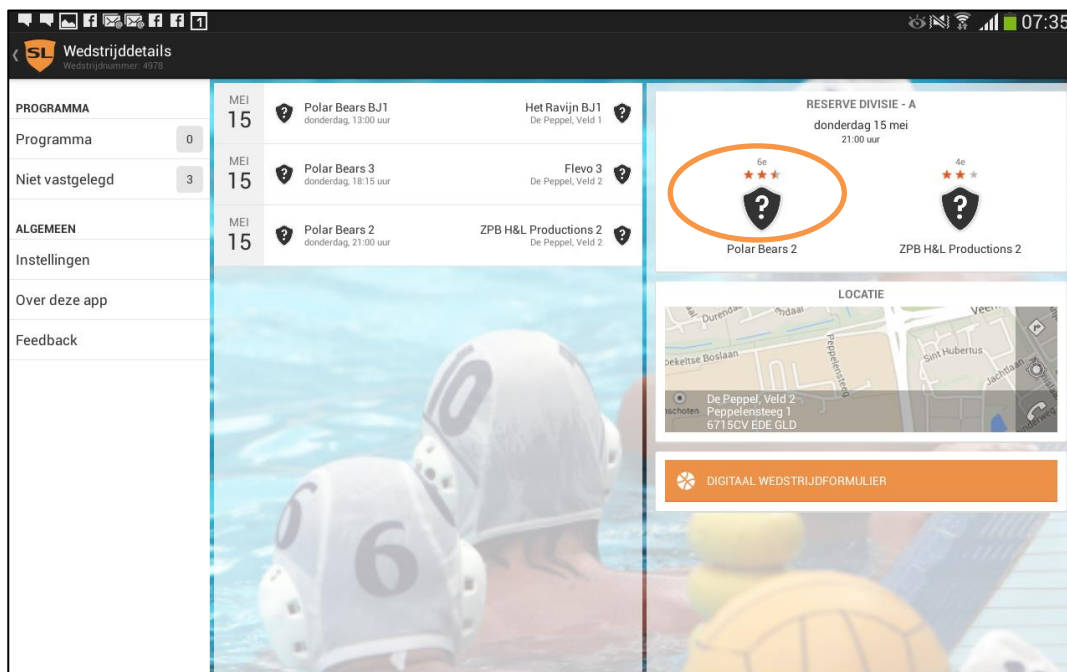 1
07:35
SL
Wedstrijddetails
Wedstrijdnummer: 4978
PROGRAMMA
Programma 0
Niet vastgelegd 3
ALGEMEEN
Instellingen
Over deze app
Feedback
MEI
15
Polar Bears BJ1
donderdag, 13:00 uur
Het Ravijn BJ1
De Peppel, Veld 1
MEI
15
Polar Bears 3
donderdag, 18:15 uur
Flevo 3
De Peppel, Veld 2
MEI
15
Polar Bears 2
donderdag, 21:00 uur
ZPB H&L Productions 2
De Peppel, Veld 2
10
6
6
RESERVE DIVISIE - A
donderdag 15 mei
21:00 uur
6e
Polar Bears 2
4e
ZPB H&L Productions 2
LOCATIE
Peppelensteeg
Sint Hubertus
Jachtlaan
De Peppel, Veld 2
Peppelensteeg 1
6715CV EDE GLD
DIGITAAL WEDSTRIJDFORMULIER